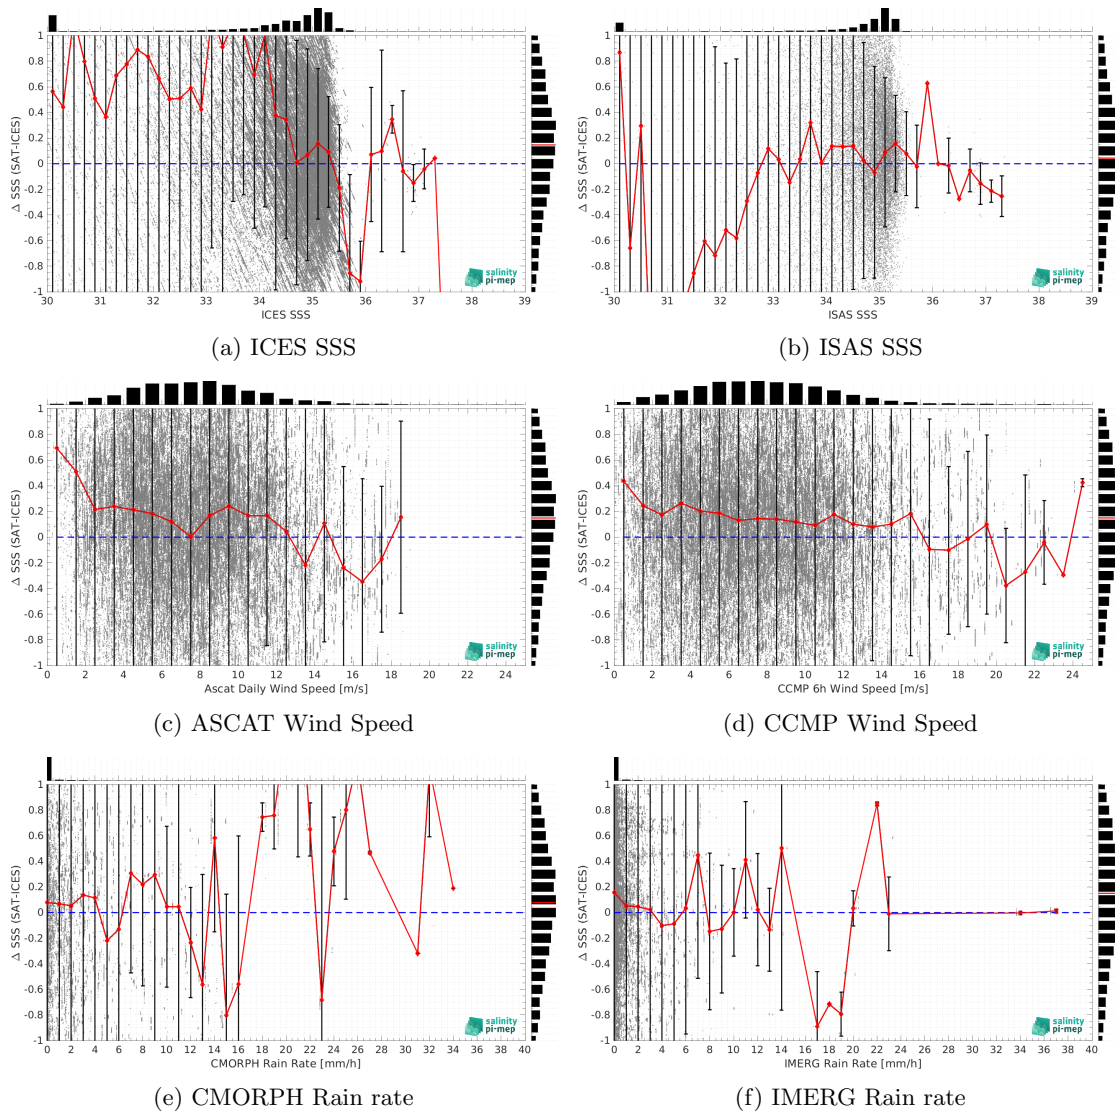 1
0.8
0.6
0.4
0.2
0
-0.2
-0.4
-0.6
-0.8
-1
Δ SSS (SAT-ICES)
30 31 32 33 34 35 36 37 38 39
ICES SSS
salinity
pi-mep
(a) ICES SSS
1
0.8
0.6
0.4
0.2
0
-0.2
-0.4
-0.6
-0.8
-1
Δ SSS (SAT-ICES)
30 31 32 33 34 35 36 37 38 39
ISAS SSS
salinity
pi-mep
(b) ISAS SSS
1
0.8
0.6
0.4
0.2
0
-0.2
-0.4
-0.6
-0.8
-1
Δ SSS (SAT-ICES)
0 2 4 6 8 10 12 14 16 18 20 22 24
Ascat Daily Wind Speed [m/s]
salinity
pi-mep
(c) ASCAT Wind Speed
1
0.8
0.6
0.4
0.2
0
-0.2
-0.4
-0.6
-0.8
-1
Δ SSS (SAT-ICES)
0 2 4 6 8 10 12 14 16 18 20 22 24
CCMP 6h Wind Speed [m/s]
salinity
pi-mep
(d) CCMP Wind Speed
1
0.8
0.6
0.4
0.2
0
-0.2
-0.4
-0.6
-0.8
-1
Δ SSS (SAT-ICES)
0 2 4 6 8 10 12 14 16 18 20 22 24 26 28 30 32 34 36 38 40
CMORPH Rain Rate [mm/h]
salinity
pi-mep
(e) CMORPH Rain rate
1
0.8
0.6
0.4
0.2
0
-0.2
-0.4
-0.6
-0.8
-1
Δ SSS (SAT-ICES)
0 2 4 6 8 10 12 14 16 18 20 22 24 26 28 30 32 34 36 38 40
IMERG Rain Rate [mm/h]
salinity
pi-mep
(f) IMERG Rain rate